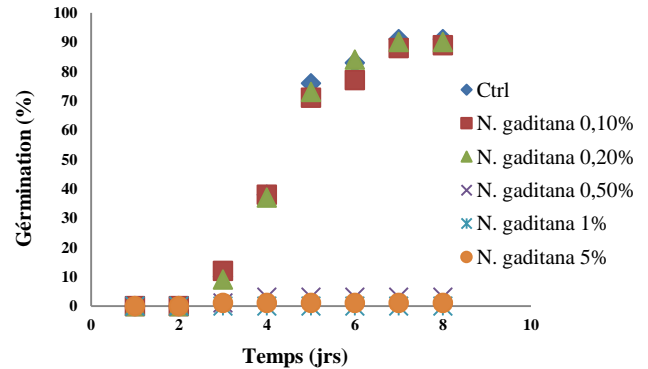 100
90
80
70
60
50
40
30
20
10
0
Gérmination (%)
0
2
4
6
8
10
Temps (jrs)
Ctrl
N. gaditana 0,10%
N. gaditana 0,20%
N. gaditana 0,50%
N. gaditana 1%
N. gaditana 5%